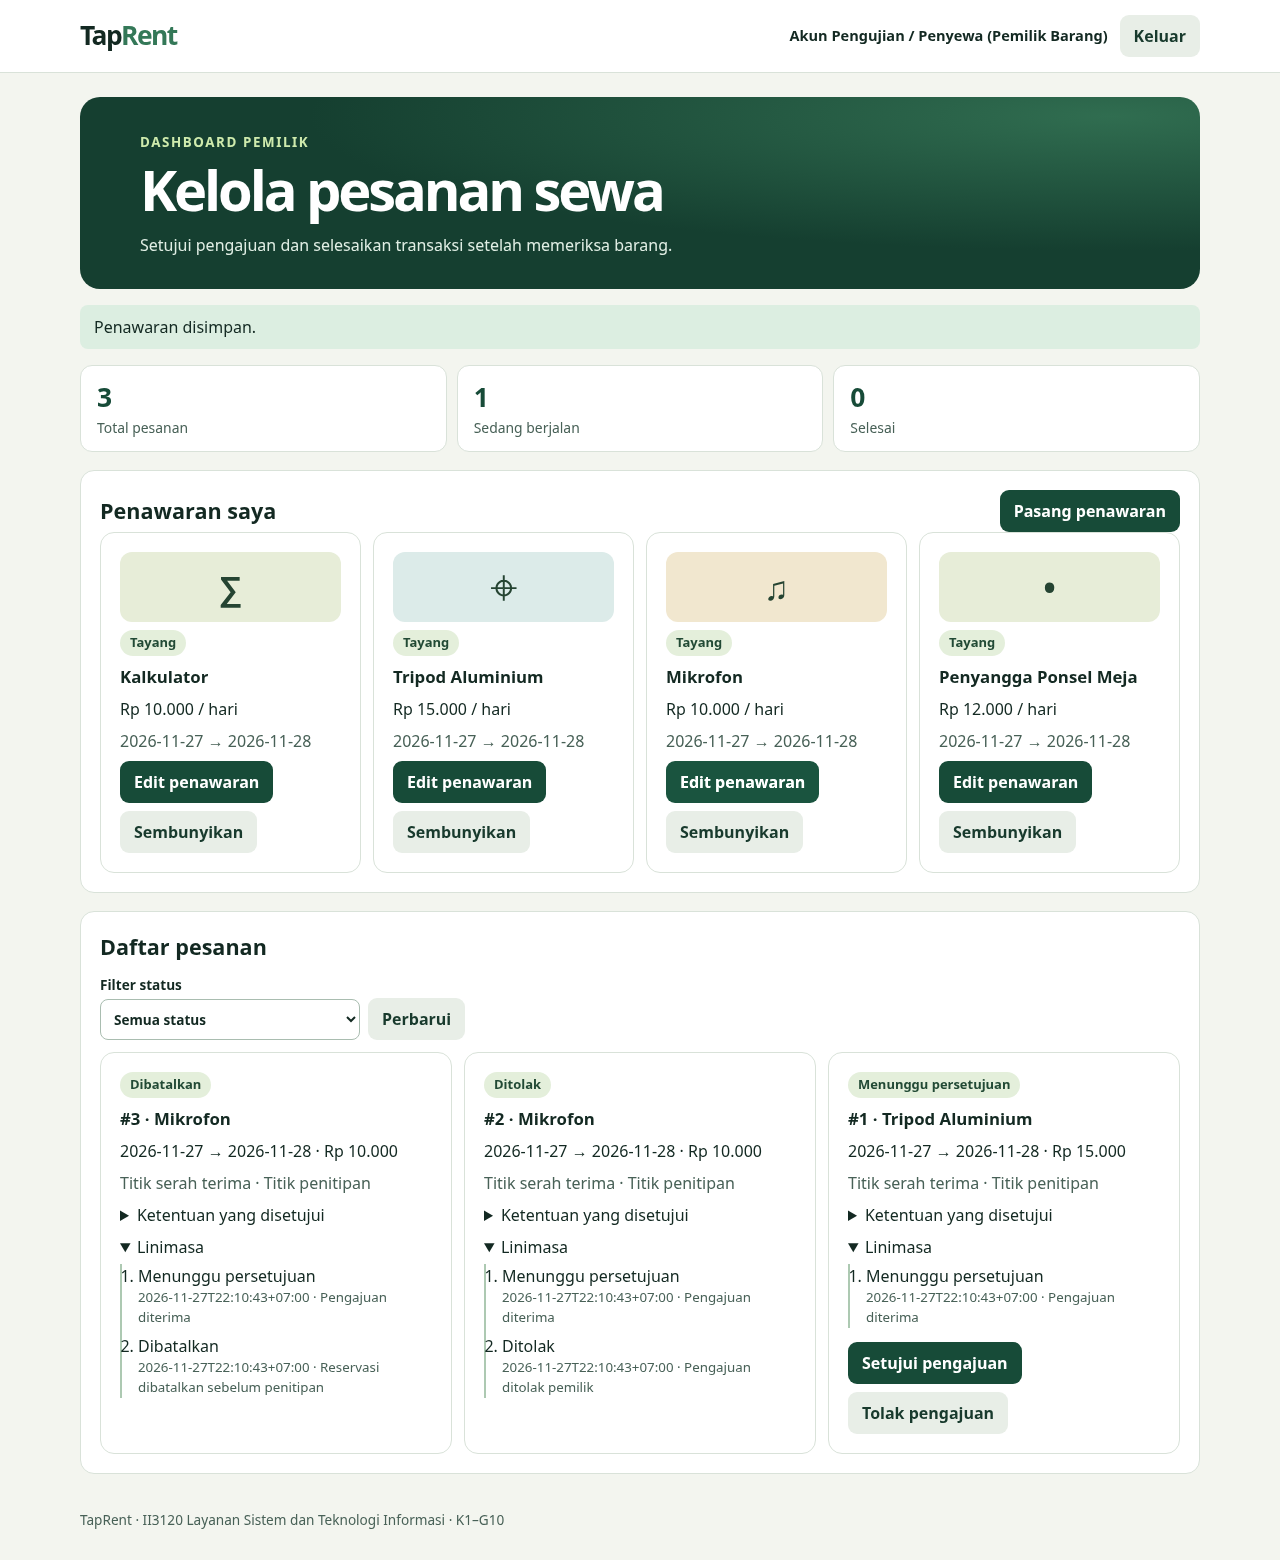 TapRent
Akun Pengujian / Penyewa (Pemilik Barang)
Keluar
DASHBOARD PEMILIK
Kelola pesanan sewa
Setujui pengajuan dan selesaikan transaksi setelah memeriksa barang.
Penawaran disimpan.
3
Total pesanan
1
Sedang berjalan
0
Selesai
Penawaran saya
Pasang penawaran
∑
Tayang
Kalkulator
Rp 10.000 / hari
2026-11-27 → 2026-11-28
Edit penawaran
Sembunyikan
⌖
Tayang
Tripod Aluminium
Rp 15.000 / hari
2026-11-27 → 2026-11-28
Edit penawaran
Sembunyikan
♫
Tayang
Mikrofon
Rp 10.000 / hari
2026-11-27 → 2026-11-28
Edit penawaran
Sembunyikan
•
Tayang
Penyangga Ponsel Meja
Rp 12.000 / hari
2026-11-27 → 2026-11-28
Edit penawaran
Sembunyikan
Daftar pesanan
Filter status
Semua status
Perbarui
Dibatalkan
#3 · Mikrofon
2026-11-27 → 2026-11-28 · Rp 10.000
Titik serah terima · Titik penitipan
▶ Ketentuan yang disetujui
▼ Linimasa
1. Menunggu persetujuan
2026-11-27T22:10:43+07:00 · Pengajuan
diterima
2. Dibatalkan
2026-11-27T22:10:43+07:00 · Reservasi
dibatalkan sebelum penitipan
Ditolak
#2 · Mikrofon
2026-11-27 → 2026-11-28 · Rp 10.000
Titik serah terima · Titik penitipan
▶ Ketentuan yang disetujui
▼ Linimasa
1. Menunggu persetujuan
2026-11-27T22:10:43+07:00 · Pengajuan
diterima
2. Ditolak
2026-11-27T22:10:43+07:00 · Pengajuan
ditolak pemilik
Menunggu persetujuan
#1 · Tripod Aluminium
2026-11-27 → 2026-11-28 · Rp 15.000
Titik serah terima · Titik penitipan
▶ Ketentuan yang disetujui
▼ Linimasa
1. Menunggu persetujuan
2026-11-27T22:10:43+07:00 · Pengajuan
diterima
Setujui pengajuan
Tolak pengajuan
TapRent · II3120 Layanan Sistem dan Teknologi Informasi · K1–G10